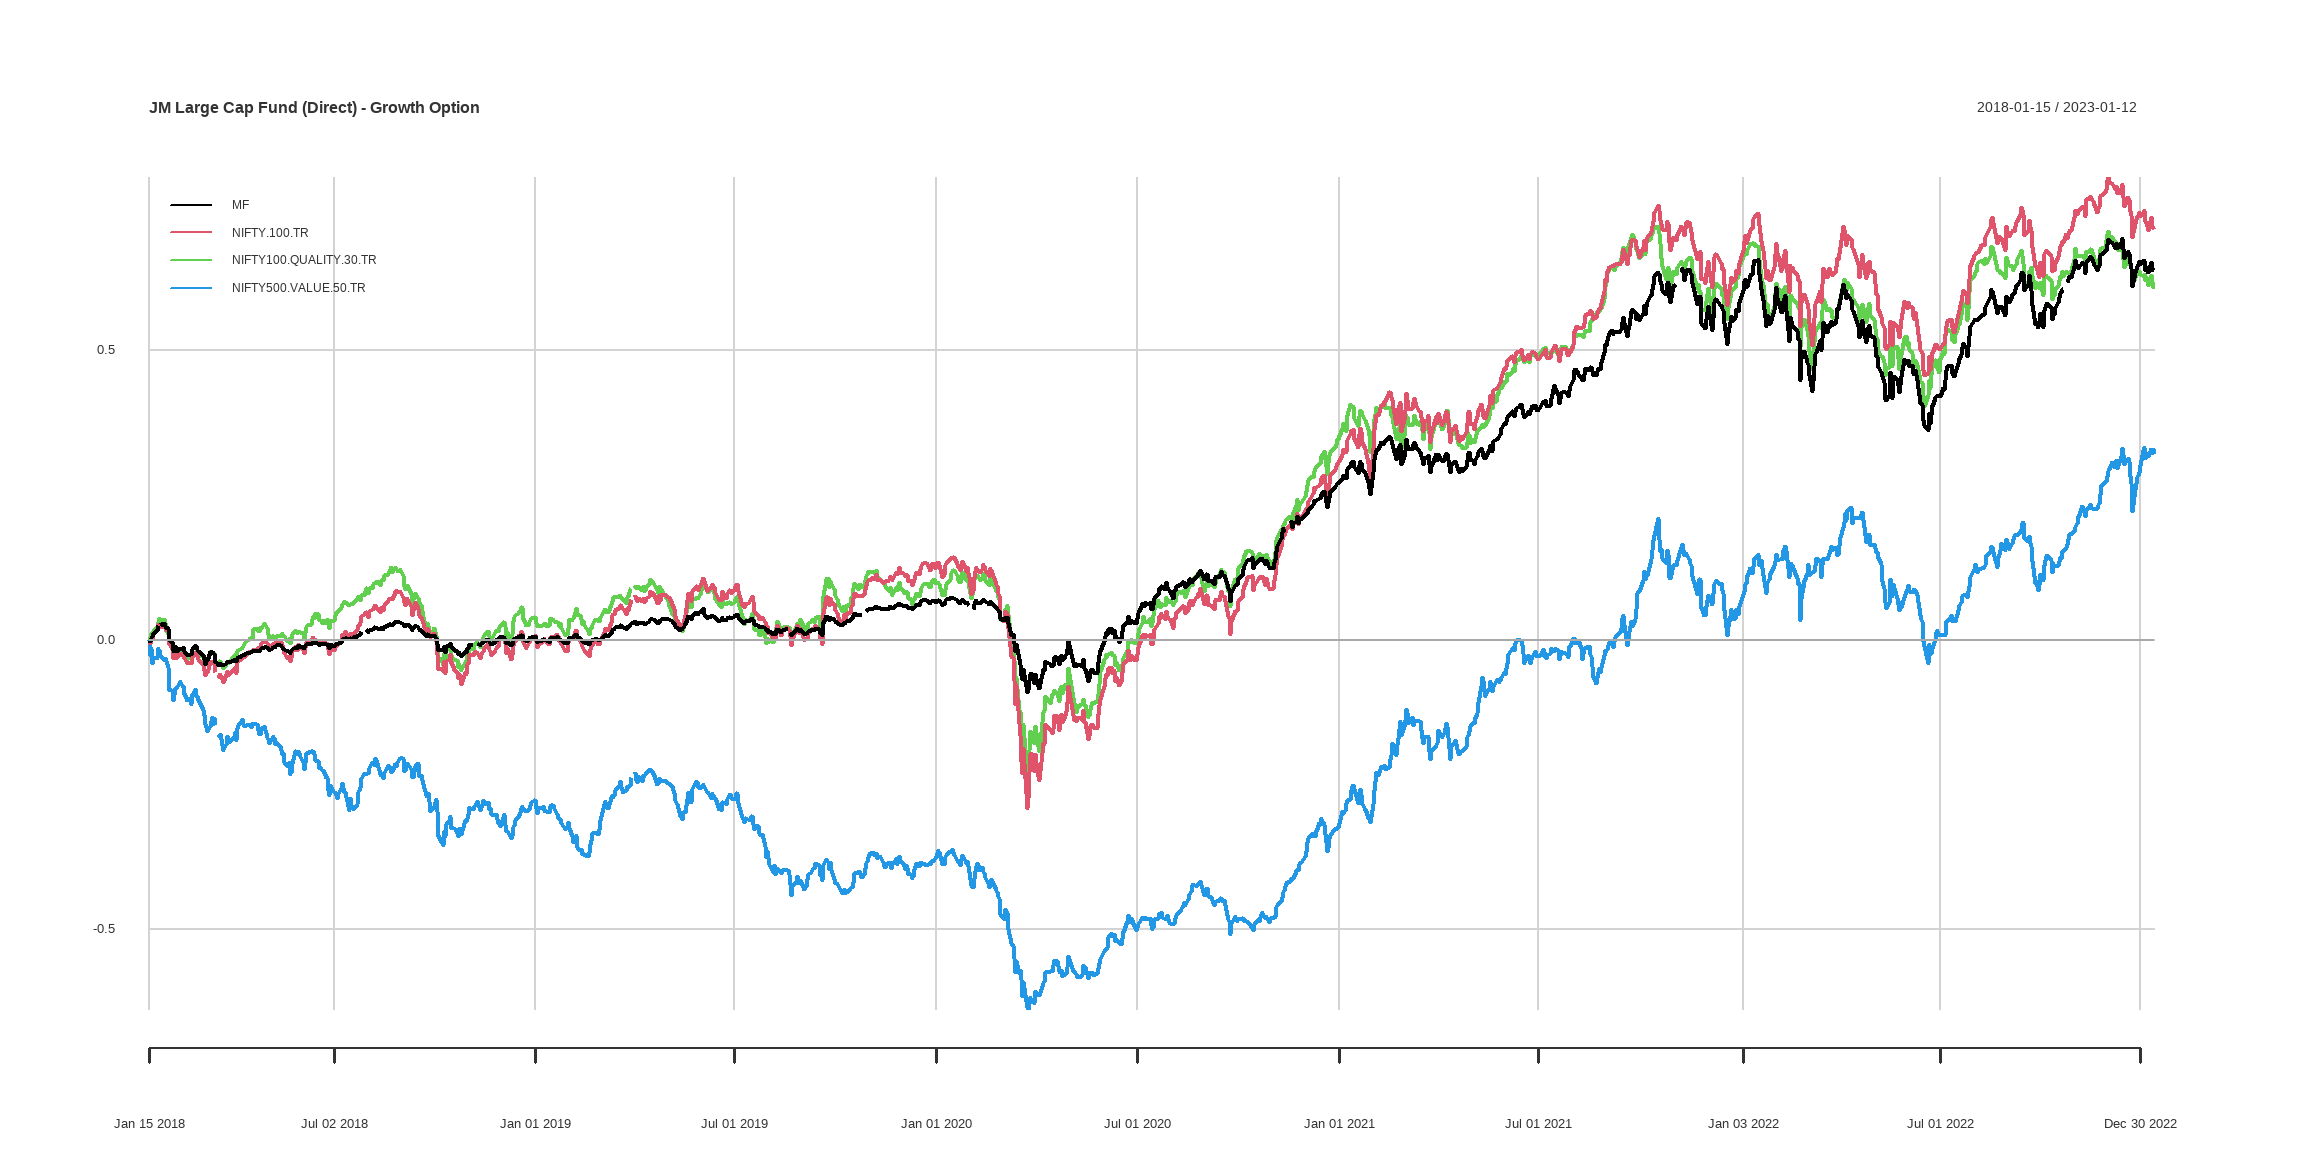 JM Large Cap Fund (Direct) - Growth Option
2018-01-15 / 2023-01-12
MF
NIFTY.100.TR
NIFTY100.QUALITY.30.TR
NIFTY500.VALUE.50.TR
0.5
0.0
-0.5
Jan 15 2018
Jul 02 2018
Jan 01 2019
Jul 01 2019
Jan 01 2020
Jul 01 2020
Jan 01 2021
Jul 01 2021
Jan 03 2022
Jul 01 2022
Dec 30 2022